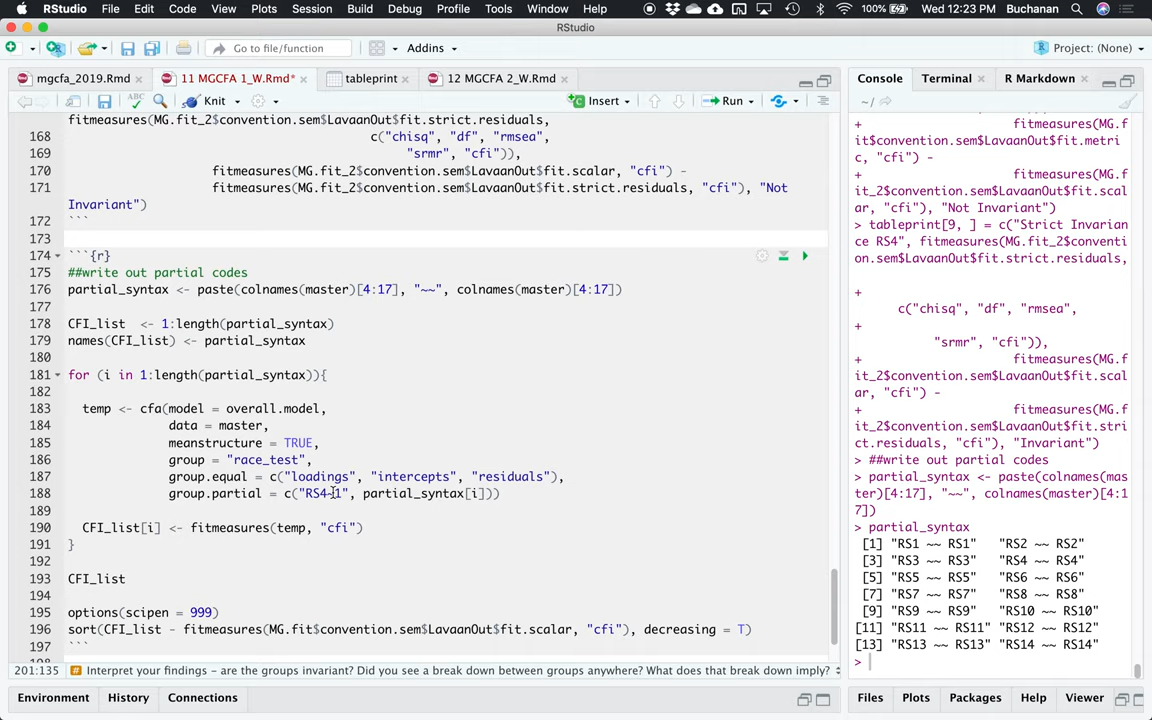 RStudio File Edit Code View Plots Session Build Debug Profile Tools Window Help 100% Mon 12:23 PM Buchanan
RStudio
Go to file/function Addins Project: (None)
mgcfa_2019.Rmd 11 MGCFA 1_W.Rmd* tableprint 12 MGCFA 2_W.Rmd
Knit Insert Run
fitmeasures(MG.fit_2$convention.sem$LavaanOut$fit.strict.residuals,
168 c("chisq", "df", "rmsea",
169 "srmr", "cfi")),
170 fitmeasures(MG.fit_2$convention.sem$LavaanOut$fit.scalar, "cfi") -
171 fitmeasures(MG.fit_2$convention.sem$LavaanOut$fit.strict.residuals, "cfi"), "Not
Invariant")
172 ```
173
174 ```{r}
175 ##write out partial codes
176 partial_syntax <- paste(colnames(master)[4:17], "~~", colnames(master)[4:17])
177
178 CFI_list <- 1:length(partial_syntax)
179 names(CFI_list) <- partial_syntax
180
181 for (i in 1:length(partial_syntax)){
182
183 temp <- cfa(model = overall.model,
184 data = master,
185 meanstructure = TRUE,
186 group = "race_test",
187 group.equal = c("loadings", "intercepts", "residuals"),
188 group.partial = c("RS4~1", partial_syntax[i]))
189
190 CFI_list[i] <- fitmeasures(temp, "cfi")
191 }
192
193 CFI_list
194
195 options(scipen = 999)
196 sort(CFI_list - fitmeasures(MG.fit$convention.sem$LavaanOut$fit.scalar, "cfi"), decreasing = T)
197 ```
201:135 # Interpret your findings - are the groups invariant? Did you see a break down between groups anywhere? What does that break down imply?
Environment History Connections
Console Terminal R Markdown
~/
+ fitmeasures(MG.f
it$convention.sem$LavaanOut$fit.metri
c, "cfi") -
+ fitmeasures(MG.f
it_2$convention.sem$LavaanOut$fit.scal
ar, "cfi"), "Not Invariant")
> tableprint[9, ] = c("Strict Invarian
ce RS4", fitmeasures(MG.fit_2$conventi
on.sem$LavaanOut$fit.strict.residuals,
+
c("chisq", "df", "rmsea",
+
"srmr", "cfi")),
+ fitmeasures(MG.f
it_2$convention.sem$LavaanOut$fit.scal
ar, "cfi") -
+ fitmeasures(MG.f
it_2$convention.sem$LavaanOut$fit.stri
ct.residuals, "cfi"), "Invariant")
> ##write out partial codes
> partial_syntax <- paste(colnames(mas
ter)[4:17], "~~", colnames(master)[4:1
7])
> partial_syntax
[1] "RS1 ~~ RS1" "RS2 ~~ RS2"
[3] "RS3 ~~ RS3" "RS4 ~~ RS4"
[5] "RS5 ~~ RS5" "RS6 ~~ RS6"
[7] "RS7 ~~ RS7" "RS8 ~~ RS8"
[9] "RS9 ~~ RS9" "RS10 ~~ RS10"
[11] "RS11 ~~ RS11" "RS12 ~~ RS12"
[13] "RS13 ~~ RS13" "RS14 ~~ RS14"
>
Files Plots Packages Help Viewer